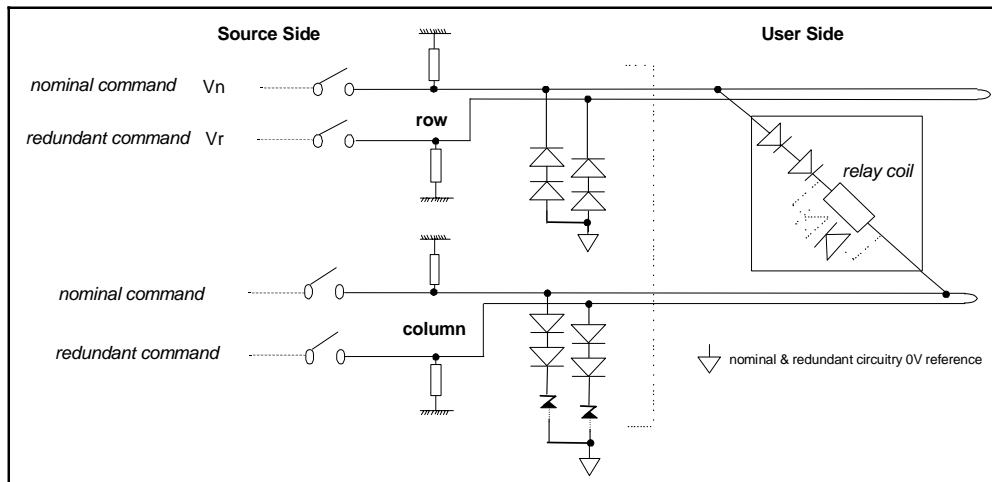 Source Side
User Side
nominal command Vn
redundant command Vr
row
relay coil
nominal command
redundant command
column
nominal & redundant circuitry 0V reference